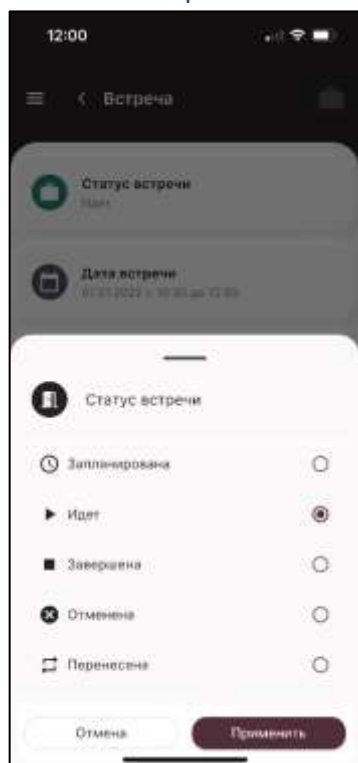 12:00
Встреча
Статус встречи
Идет
Дата встречи
Статус встречи
Запланирована
Идет
Завершена
Отменена
Перенесена
Отмена
Применить